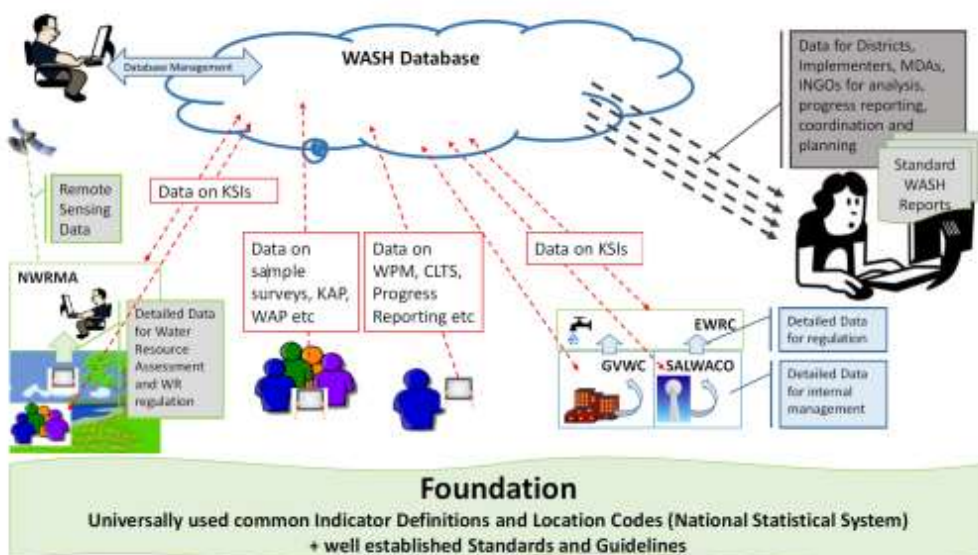 WASH Database
Database Management
Data for Districts,
Implementers, MDAs,
INGOs for analysis,
progress reporting,
coordination and
planning
Standard
WASH
Reports
Remote
Sensing
Data
Data on KSIs
Data on
sample
surveys, KAP,
WAP etc
Data on
WPM, CLTS,
Progress
Reporting etc
Data on KSIs
NWRMA
Detailed Data
for Water
Resource
Assessment
and WR
regulation
EWRC
GVWC
SALWACO
Detailed Data
for regulation
Detailed Data
for internal
management
Foundation
Universally used common Indicator Definitions and Location Codes (National Statistical System)
+ well established Standards and Guidelines